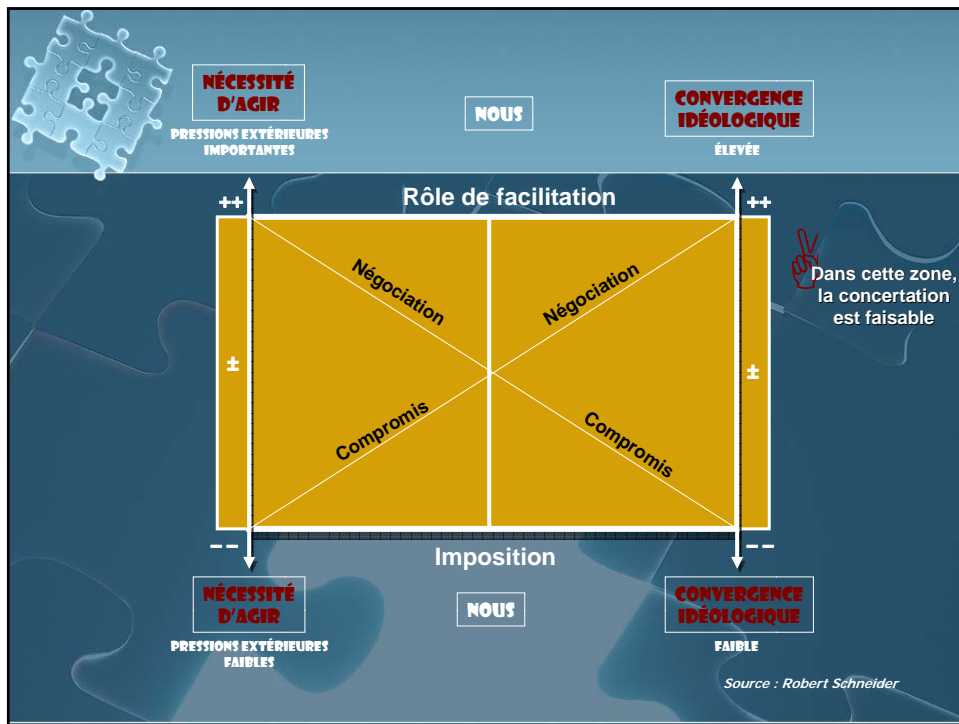 NÉCESSITÉ
D'AGIR
PRESSIONS EXTÉRIEURES
IMPORTANTES
NOUS
CONVERGENCE
IDÉOLOGIQUE
ÉLEVÉE
++
Rôle de facilitation
++
Négociation
Négociation
Dans cette zone,
la concertation
est faisable
±
±
Compromis
Compromis
--
Imposition
--
NÉCESSITÉ
D'AGIR
PRESSIONS EXTÉRIEURES
FAIBLES
NOUS
CONVERGENCE
IDÉOLOGIQUE
FAIBLE
Source : Robert Schneider